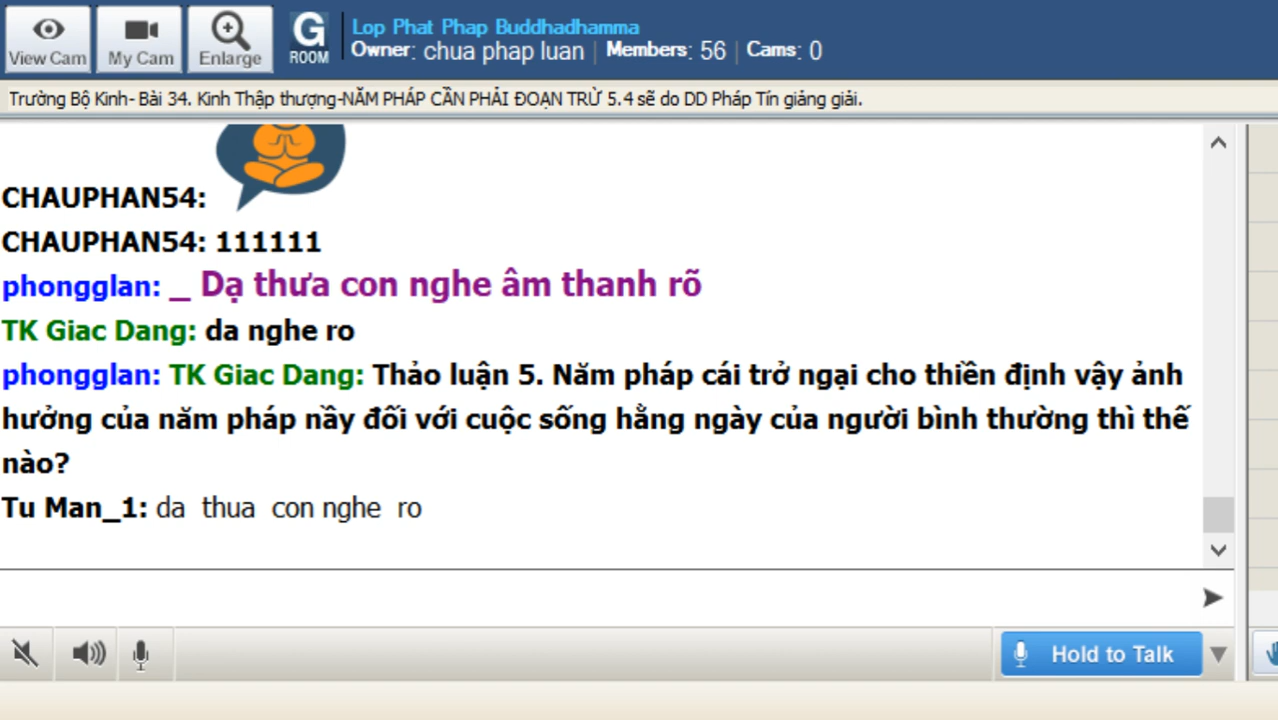 View Cam
My Cam
Enlarge
G
ROOM
Lop Phat Phap Buddhadhamma
Owner: chua phap luan | Members: 56 | Cams: 0
Trường Bộ Kinh- Bài 34. Kinh Thập thượng-NĂM PHÁP CẦN PHẢI ĐOẠN TRỪ 5.4 sẽ do DD Pháp Tín giảng giải.
CHAUPHAN54:
CHAUPHAN54: 111111
phongglan: _ Dạ thưa con nghe âm thanh rõ
TK Giac Dang: da nghe ro
phongglan: TK Giac Dang: Thảo luận 5. Năm pháp cái trở ngại cho thiền định vậy ảnh
hưởng của năm pháp nầy đối với cuộc sống hằng ngày của người bình thường thì thế
nào?
Tu Man_1: da thua con nghe ro
Hold to Talk